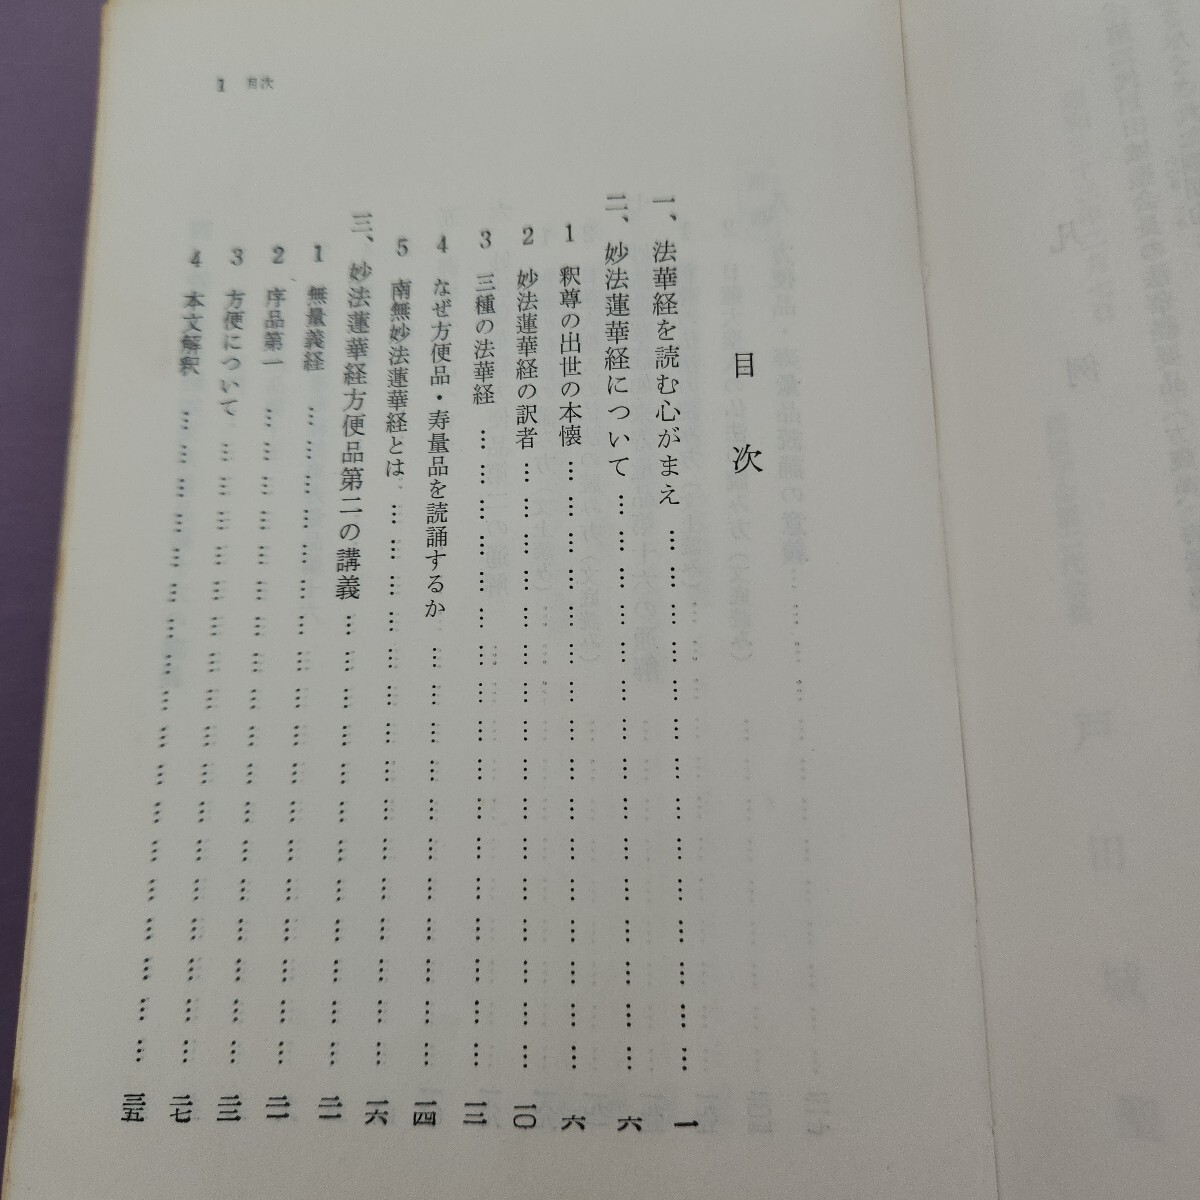 1 目次
目次
一、法華経を読む心がまえ……………………………………一
二、妙法蓮華経について……………………………………六
1 釈尊の出世の本懐……………………………………六
2 妙法蓮華経の訳者……………………………………一〇
3 三種の法華経……………………………………一二
4 なぜ方便品・寿量品を読誦するか……………………………………一四
5 南無妙法蓮華経とは……………………………………一六
三、妙法蓮華経方便品第二の講義……………………………………二一
1 無量義経……………………………………二一
2 序品第一……………………………………二三
3 方便について……………………………………二七
4 本文解釈……………………………………三五